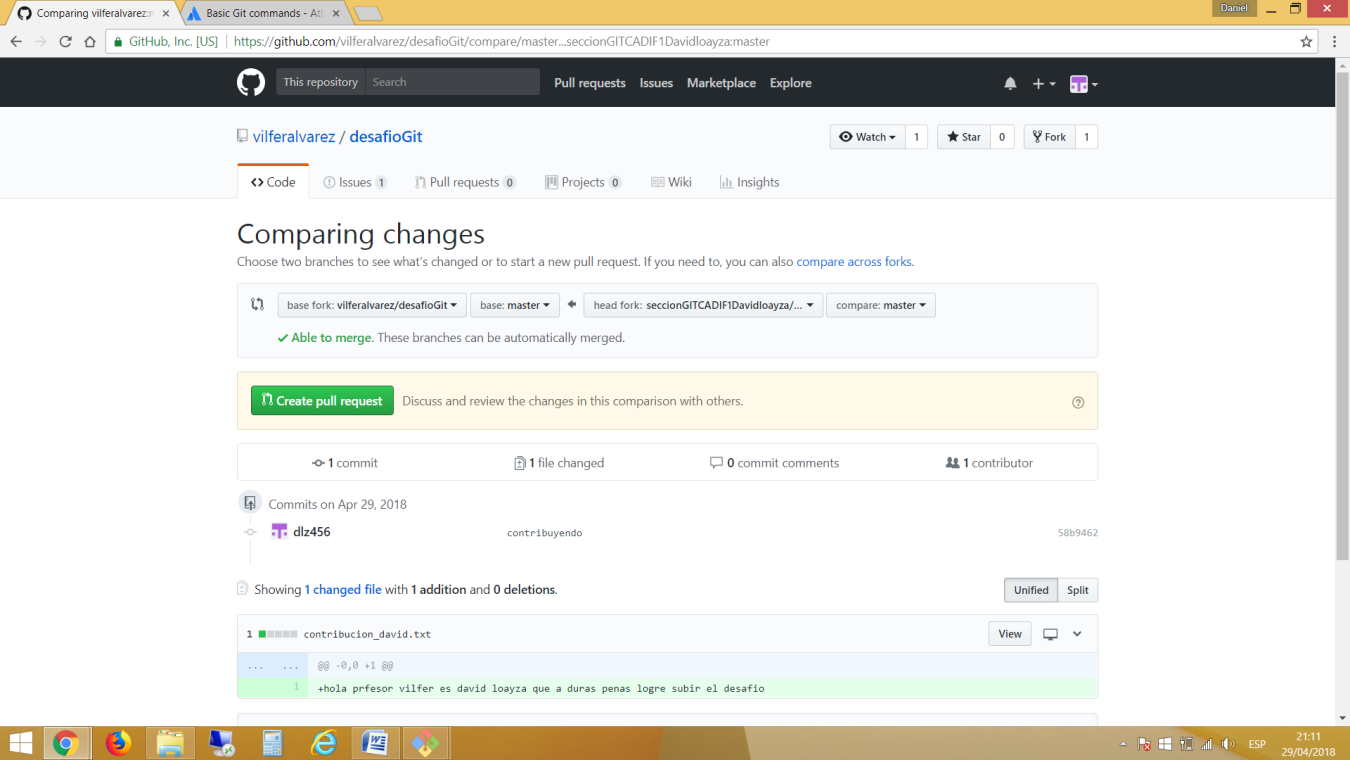 Comparing vilferalvarez:m
Basic Git commands - Atl
Daniel
GitHub, Inc. [US] https://github.com/vilferalvarez/desafioGit/compare/master...seccionGITCADIF1Davidloayza:master
This repository Search Pull requests Issues Marketplace Explore
vilferalvarez / desafioGit
Watch 1 Star 0 Fork 1
Code Issues 1 Pull requests 0 Projects 0 Wiki Insights
Comparing changes
Choose two branches to see what's changed or to start a new pull request. If you need to, you can also compare across forks.
base fork: vilferalvarez/desafioGit base: master head fork: seccionGITCADIF1Davidloayza/... compare: master
Able to merge. These branches can be automatically merged.
Create pull request Discuss and review the changes in this comparison with others.
1 commit 1 file changed 0 commit comments 1 contributor
Commits on Apr 29, 2018
dlz456 contribuyendo 58b9462
Showing 1 changed file with 1 addition and 0 deletions.
Unified Split
1 contribucion_david.txt View
... ... @@ -0,0 +1 @@
1 +hola prfesor vilfer es david loayza que a duras penas logre subir el desafio
ESP
21:11
29/04/2018